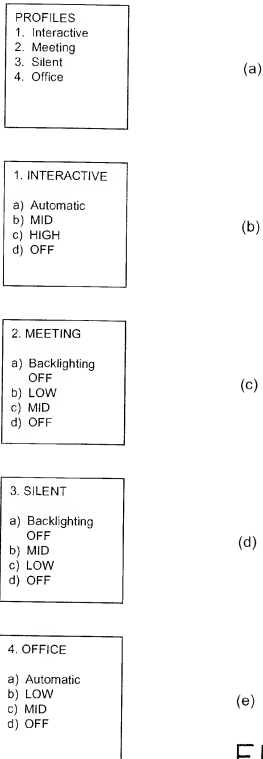 PROFILES
1. Interactive
2. Meeting
3. Silent
4. Office
(a)
1. INTERACTIVE
a) Automatic
b) MID
c) HIGH
d) OFF
(b)
2. MEETING
a) Backlighting
OFF
b) LOW
c) MID
d) OFF
(c)
3. SILENT
a) Backlighting
OFF
b) MID
c) LOW
d) OFF
(d)
4. OFFICE
a) Automatic
b) LOW
c) MID
d) OFF
(e)